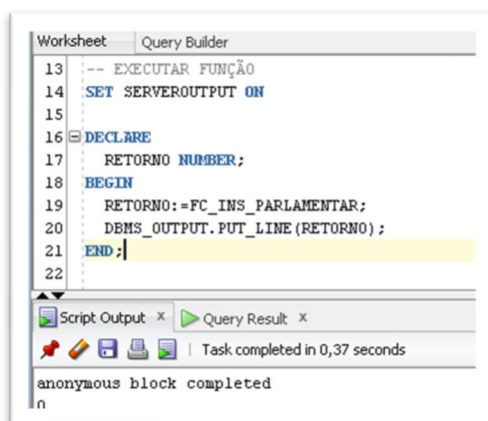 Worksheet Query Builder
13 -- EXECUTAR FUNÇÃO
14 SET SERVEROUTPUT ON
15
16 DECLARE
17 RETORNO NUMBER;
18 BEGIN
19 RETORNO:=FC_INS_PARLAMENTAR;
20 DBMS_OUTPUT.PUT_LINE(RETORNO);
21 END;
22
Script Output x Query Result x
Task completed in 0,37 seconds
anonymous block completed
0